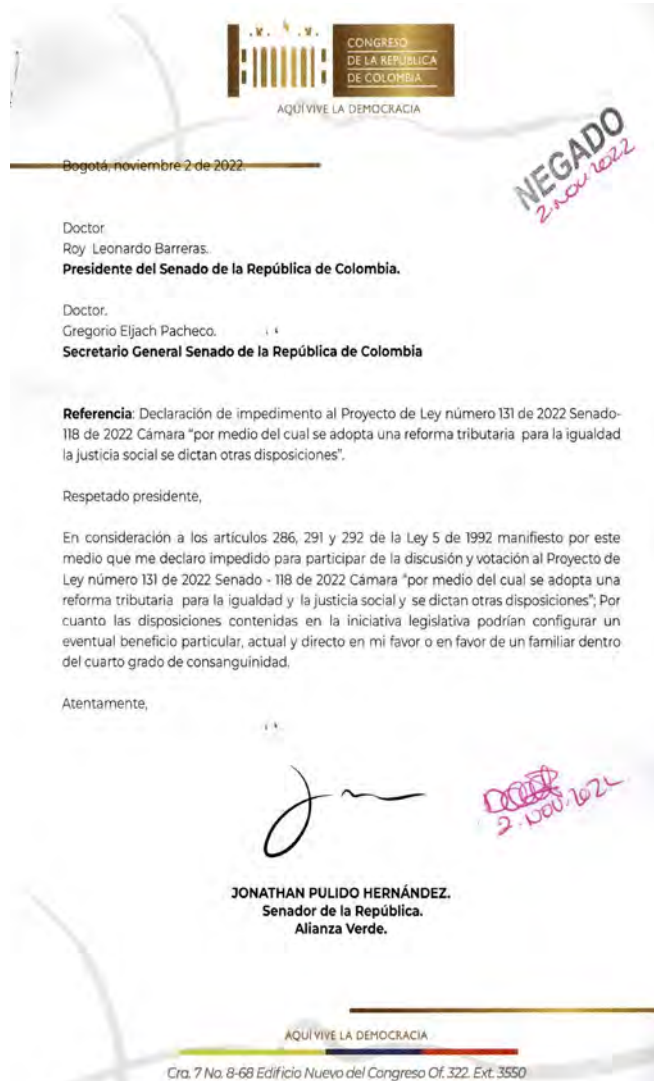 CONGRESO
DE LA REPÚBLICA
DE COLOMBIA
AQUÍ VIVE LA DEMOCRACIA
NEGADO
2. NOV 2022
Bogotá, noviembre 2 de 2022.
Doctor
Roy Leonardo Barreras.
Presidente del Senado de la República de Colombia.
Doctor.
Gregorio Eljach Pacheco.
Secretario General Senado de la República de Colombia
Referencia: Declaración de impedimento al Proyecto de Ley número 131 de 2022 Senado-
118 de 2022 Cámara “por medio del cual se adopta una reforma tributaria para la igualdad
la justicia social se dictan otras disposiciones”.
Respetado presidente,
En consideración a los artículos 286, 291 y 292 de la Ley 5 de 1992 manifiesto por este
medio que me declaro impedido para participar de la discusión y votación al Proyecto de
Ley número 131 de 2022 Senado - 118 de 2022 Cámara “por medio del cual se adopta una
reforma tributaria para la igualdad y la justicia social y se dictan otras disposiciones”; Por
cuanto las disposiciones contenidas en la iniciativa legislativa podrían configurar un
eventual beneficio particular, actual y directo en mi favor o en favor de un familiar dentro
del cuarto grado de consanguinidad.
Atentamente,
2. NOV. 2022
JONATHAN PULIDO HERNÁNDEZ.
Senador de la República.
Alianza Verde.
AQUÍ VIVE LA DEMOCRACIA
Cra. 7 No. 8-68 Edificio Nuevo del Congreso Of. 322. Ext. 3550